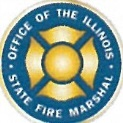 OFFICE OF THE ILLINOIS
STATE FIRE MARSHAL